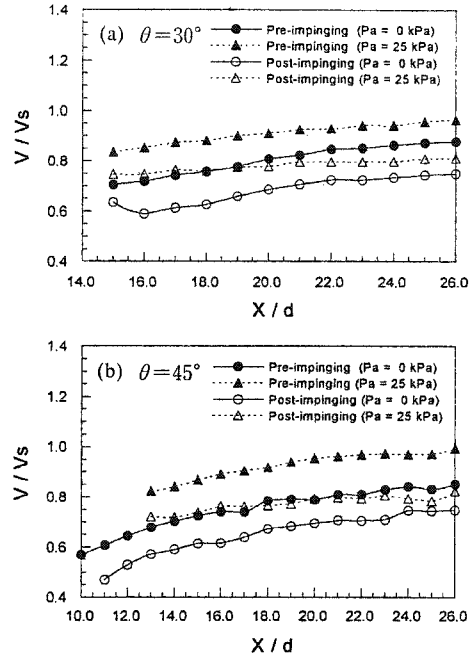 (a) θ=30°
Pre-impinging (Pa = 0 kPa)
Pre-impinging (Pa = 25 kPa)
Post-impinging (Pa = 0 kPa)
Post-impinging (Pa = 25 kPa)
V / Vs
1.4
1.2
1.0
0.8
0.6
0.4
14.0 16.0 18.0 20.0 22.0 24.0 26.0
X / d
(b) θ=45°
Pre-impinging (Pa = 0 kPa)
Pre-impinging (Pa = 25 kPa)
Post-impinging (Pa = 0 kPa)
Post-impinging (Pa = 25 kPa)
V / Vs
1.4
1.2
1.0
0.8
0.6
0.4
10.0 12.0 14.0 16.0 18.0 20.0 22.0 24.0 26.0
X / d